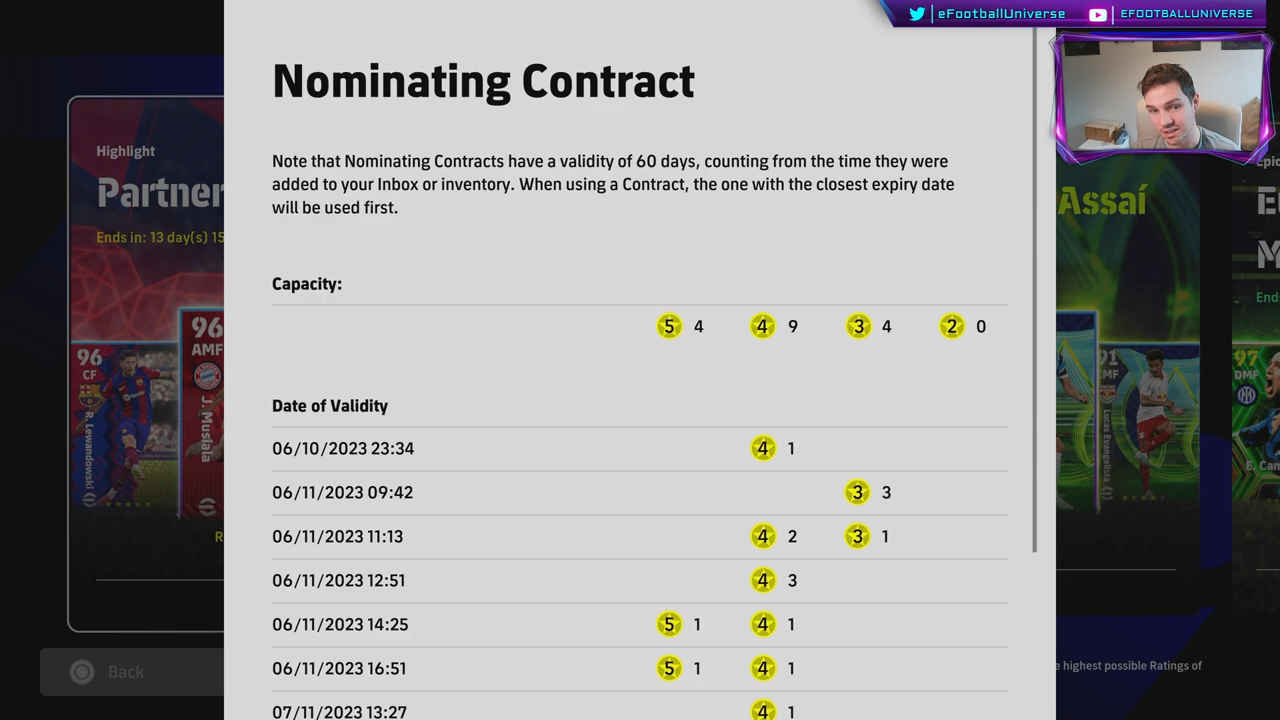 eFootballUniverse EFOOTBALLUNIVERSE
Nominating Contract
Note that Nominating Contracts have a validity of 60 days, counting from the time they were
added to your Inbox or inventory. When using a Contract, the one with the closest expiry date
will be used first.
Capacity:
5 4 4 9 3 4 2 0
Date of Validity
06/10/2023 23:34 4 1
06/11/2023 09:42 3 3
06/11/2023 11:13 4 2 3 1
06/11/2023 12:51 4 3
06/11/2023 14:25 5 1 4 1
06/11/2023 16:51 5 1 4 1
07/11/2023 13:27 4 1
Highlight
Partner
Ends in: 13 day(s) 15
96
CF
R. Lewandowski
96
AMF
J. Musiala
R
Back
Assaí
91
CMF
Lucas Evangelista
Epic
E
M
Ends
97
DMF
E. Cam
e highest possible Ratings of